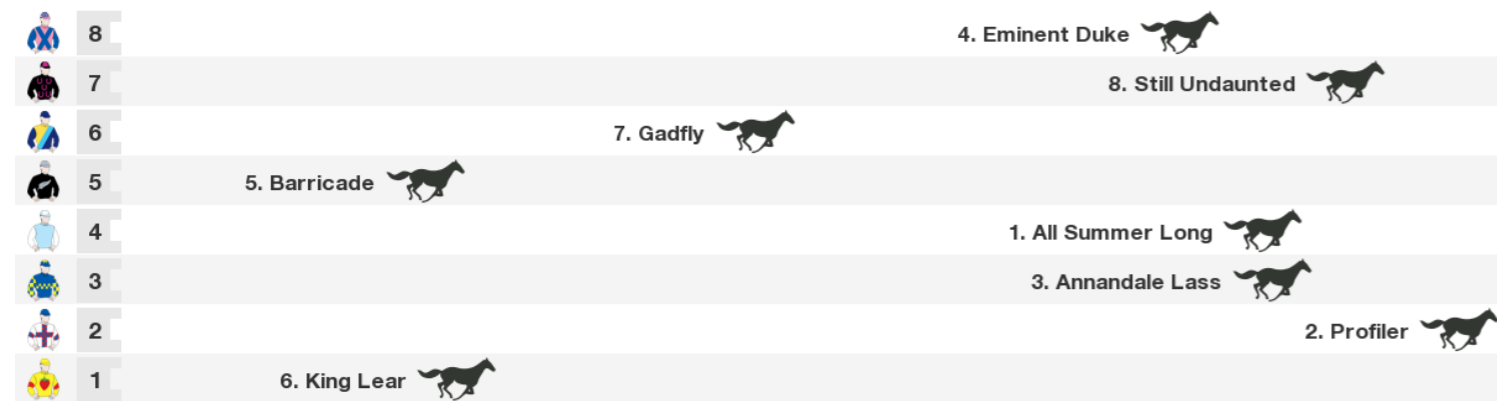 8 4. Eminent Duke
7 8. Still Undaunted
6 7. Gadfly
5 5. Barricade
4 1. All Summer Long
3 3. Annandale Lass
2 2. Profiler
1 6. King Lear